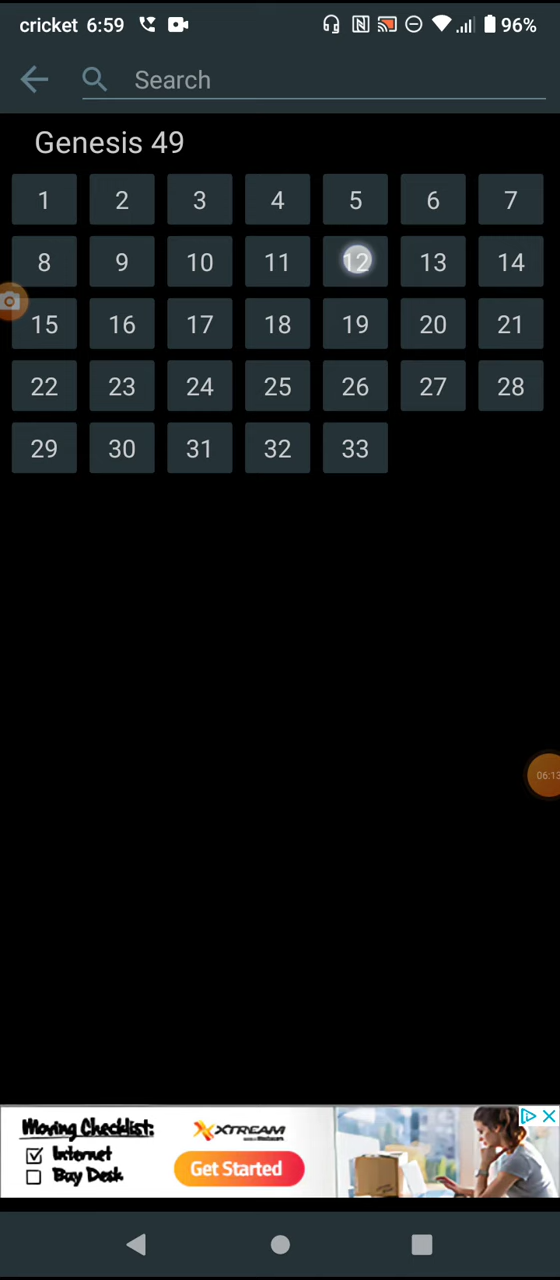 cricket 6:59 96%
Search
Genesis 49
1 2 3 4 5 6 7
8 9 10 11 12 13 14
15 16 17 18 19 20 21
22 23 24 25 26 27 28
29 30 31 32 33
06:13
Moving Checklist:
Internet
Buy Desk
XTREAM
Get Started